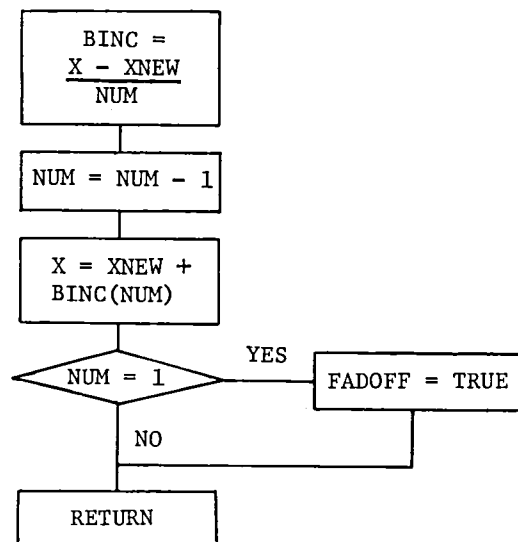 BINC =
X - XNEW
NUM
NUM = NUM - 1
X = XNEW +
BINC(NUM)
NUM = 1
YES
FADOFF = TRUE
NO
RETURN